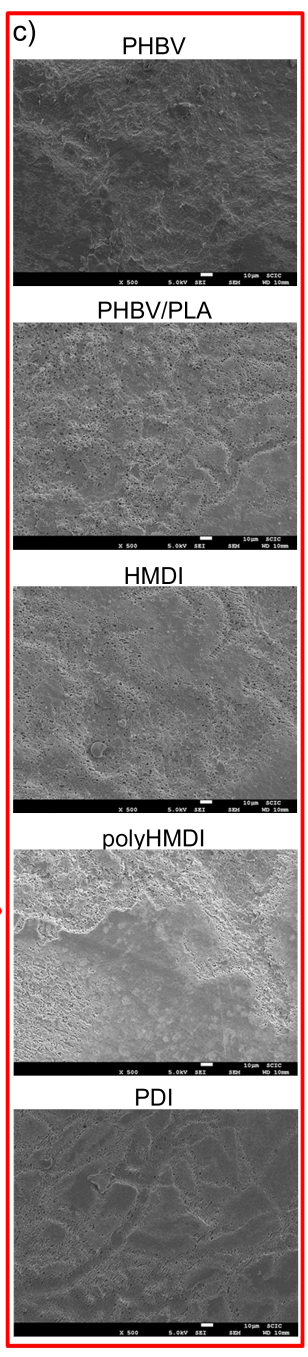 c)
PHBV
X 500 5.0kV SEI SEM 10μm SCIC WD 10mm
PHBV/PLA
X 500 5.0kV SEI SEM 10μm SCIC WD 10mm
HMDI
X 500 5.0kV SEI SEM 10μm SCIC WD 10mm
polyHMDI
X 500 5.0kV SEI SEM 10μm SCIC WD 10mm
PDI
X 500 5.0kV SEI SEM 10μm SCIC WD 10mm